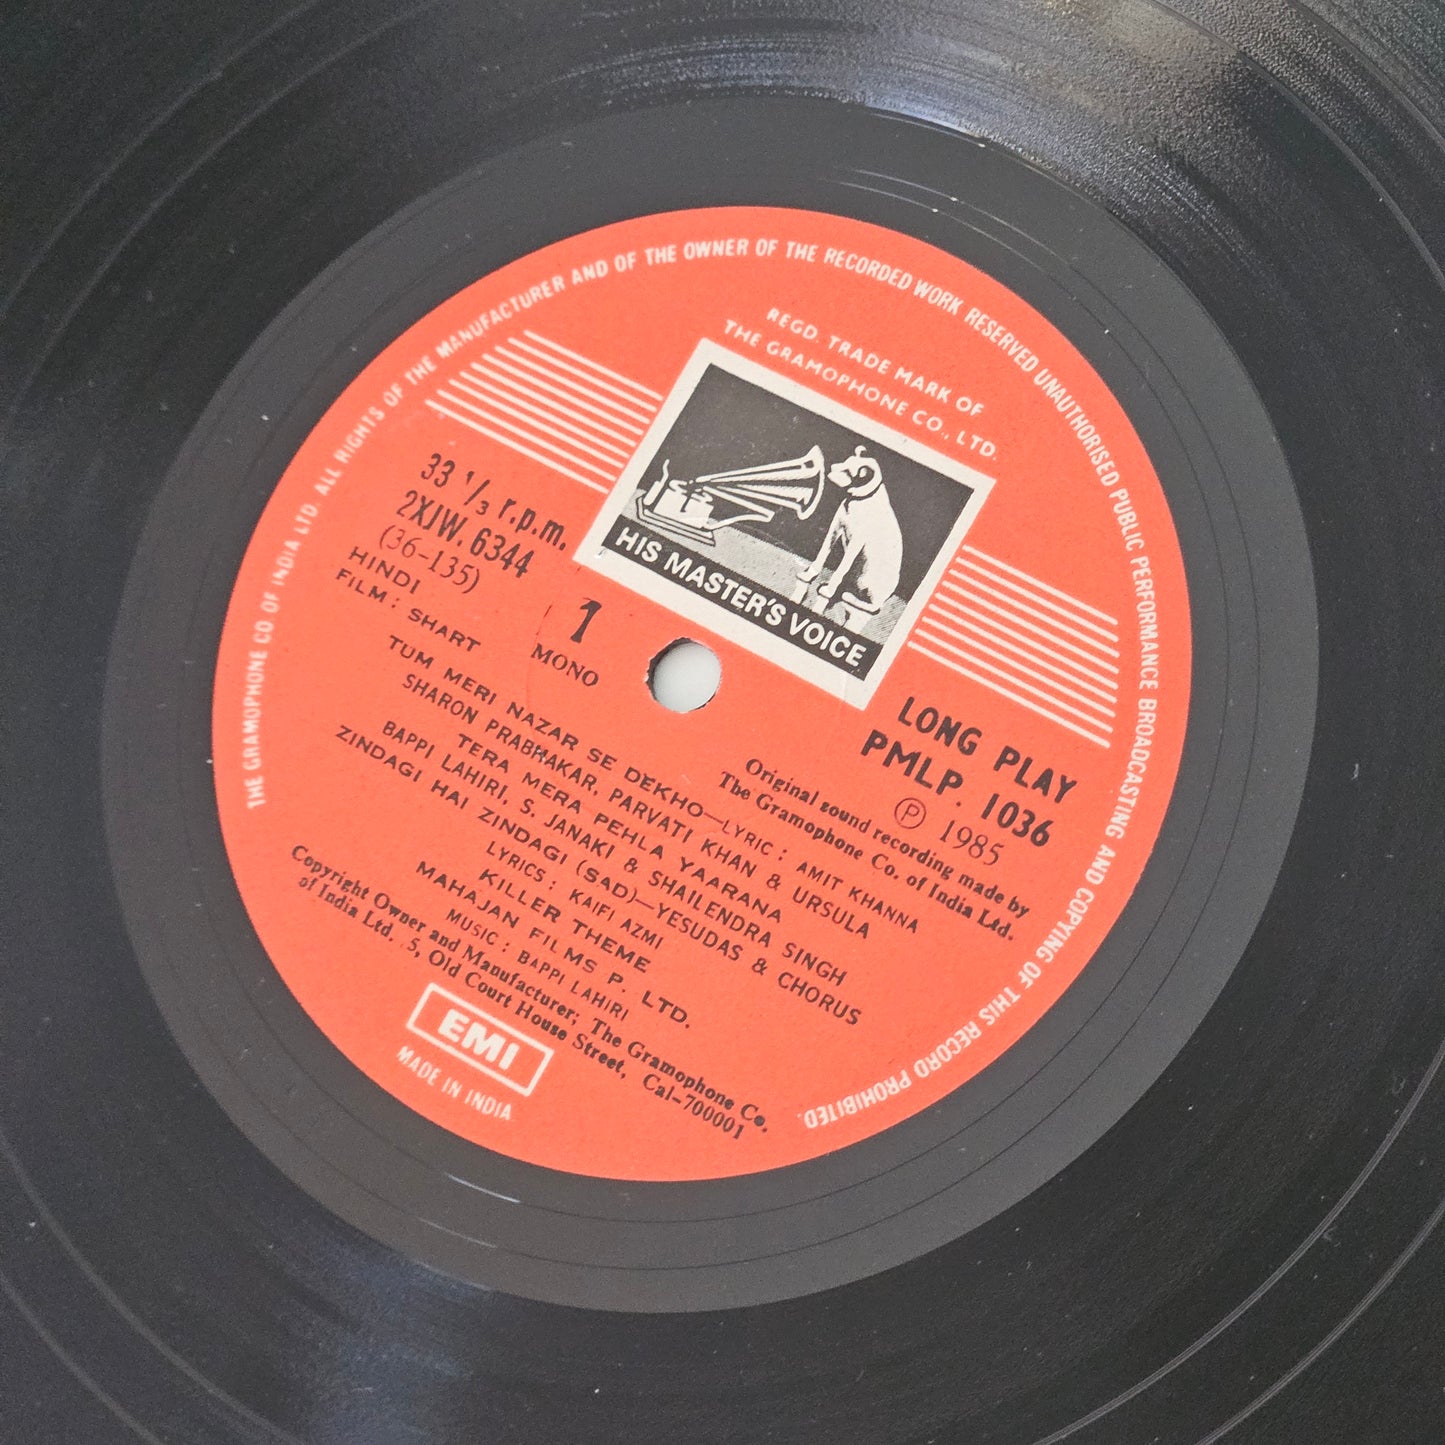 THE GRAMOPHONE CO OF INDIA LTD. ALL RIGHTS OF THE MANUFACTURER AND OF THE OWNER OF THE RECORDED WORK RESERVED UNAUTHORISED PUBLIC PERFORMANCE BROADCASTING AND COPYING OF THIS RECORD PROHIBITED.
REGD. TRADE MARK OF
THE GRAMOPHONE CO., LTD.
HIS MASTER'S VOICE
33 1/3 r.p.m.
2XJW. 6344
(36-135)
HINDI
FILM : SHART
1
MONO
LONG PLAY
PMLP. 1036
Ⓟ 1985
Original sound recording made by
The Gramophone Co. of India Ltd.
TUM MERI NAZAR SE DEKHO—LYRIC : AMIT KHANNA
SHARON PRABHAKAR, PARVATI KHAN & URSULA
TERA MERA PEHLA YAARANA
BAPPI LAHIRI, S. JANAKI & SHAILENDRA SINGH
ZINDAGI HAI ZINDAGI (SAD)—YESUDAS & CHORUS
LYRICS : KAIFI AZMI
KILLER THEME
MAHAJAN FILMS P. LTD.
MUSIC : BAPPI LAHIRI
Copyright Owner and Manufacturer; The Gramophone Co.
of India Ltd. 5, Old Court House Street, Cal-700001
EMI
MADE IN INDIA